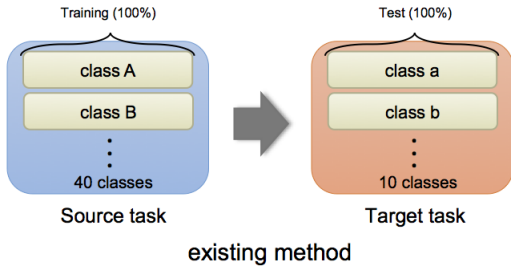 Training (100%)
Test (100%)
class A
class a
class B
class b
40 classes
10 classes
Source task
Target task
existing method